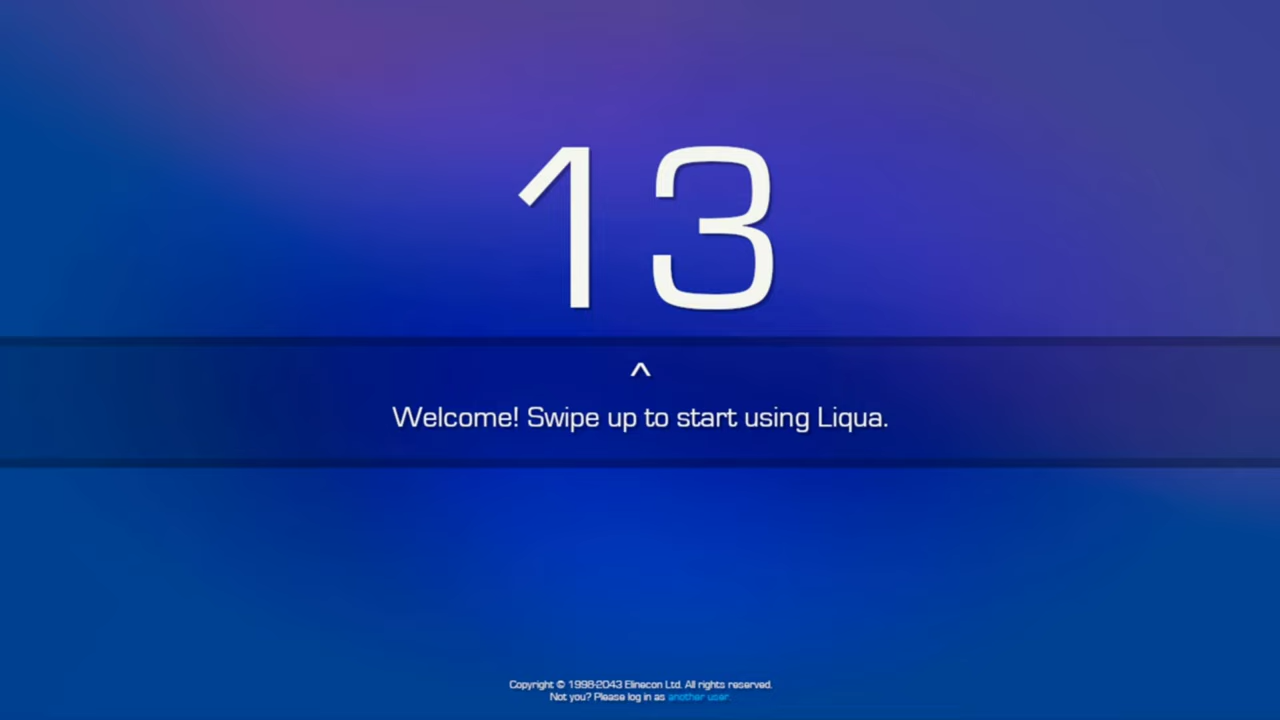 13
^
Welcome! Swipe up to start using Liqua.
Copyright © 1998-2043 Elinecon Ltd. All rights reserved.
Not you? Please log in as another user.